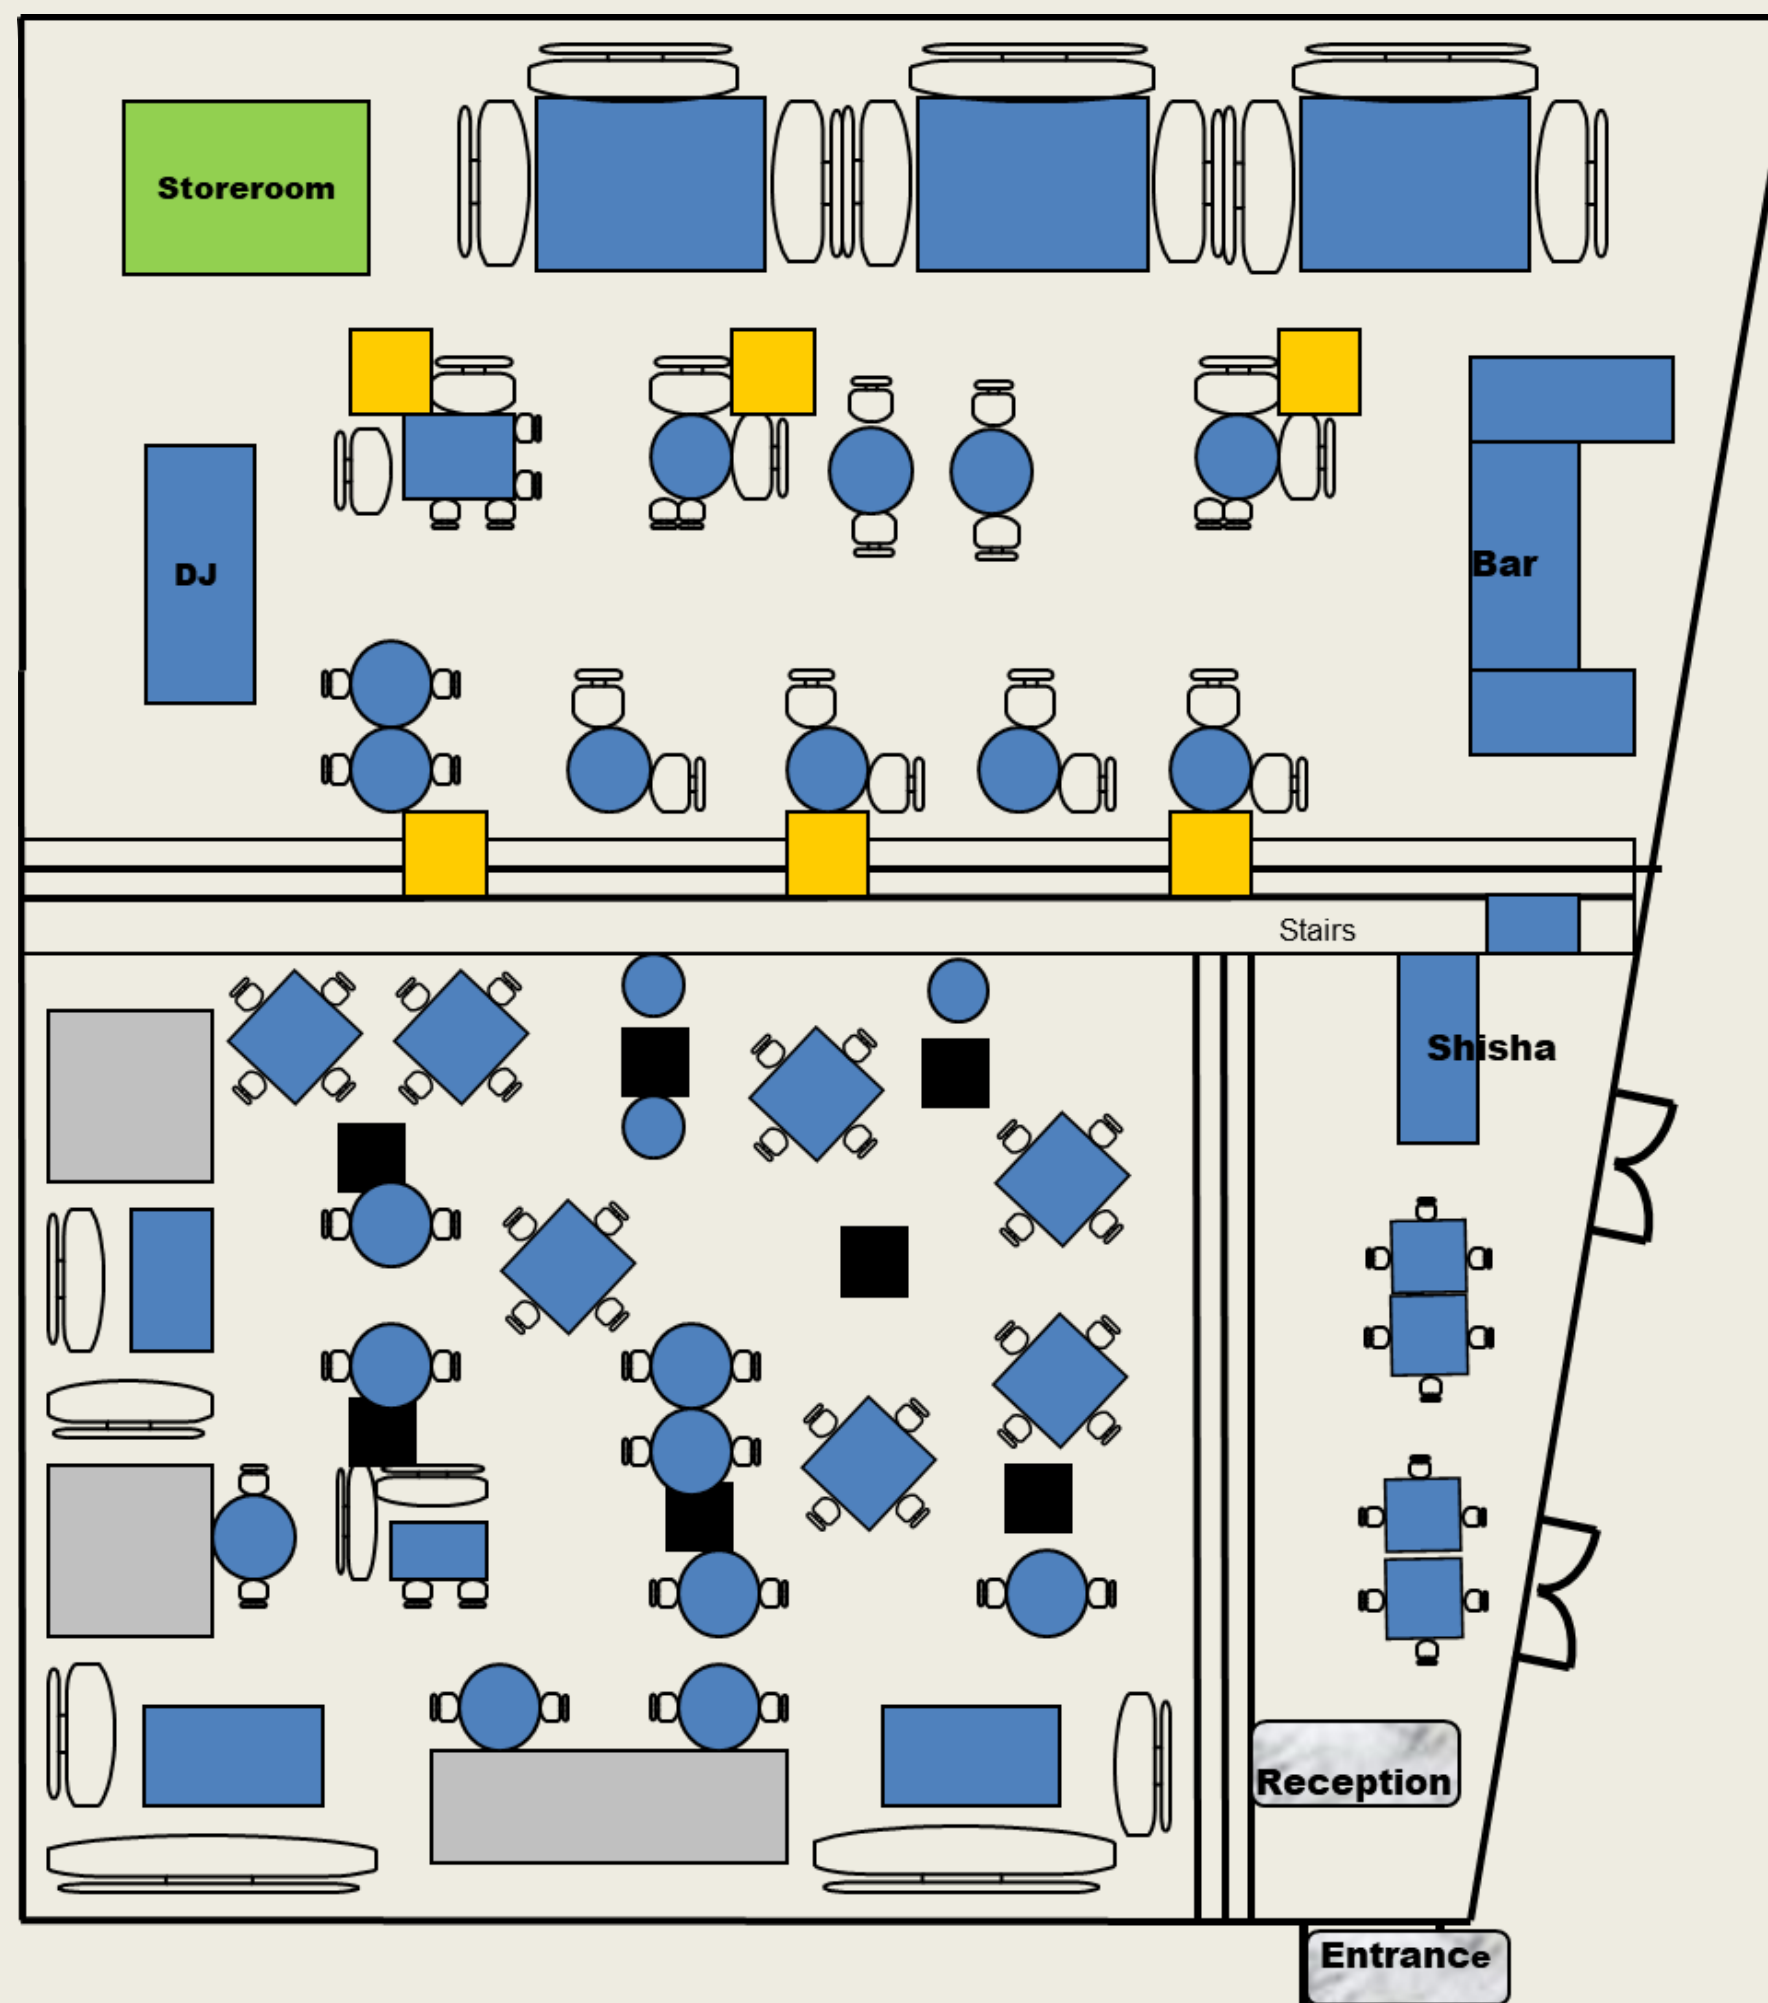 Storeroom
DJ
Bar
Stairs
Shisha
Reception
Entrance